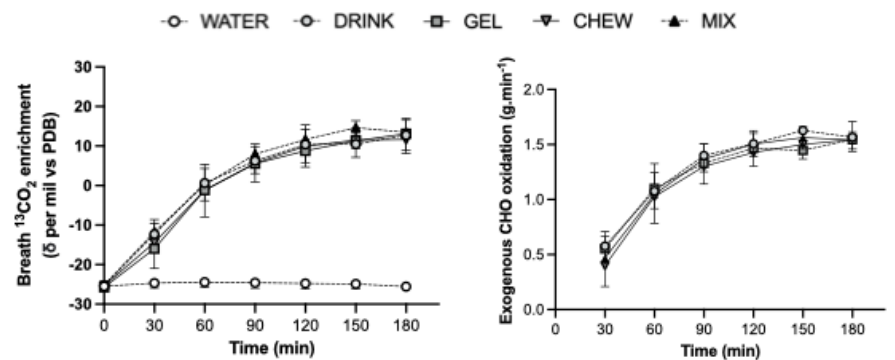 WATER DRINK GEL CHEW MIX
Breath ¹³CO₂ enrichment
(δ per mil vs PDB)
30
20
10
0
-10
-20
-30
0 30 60 90 120 150 180
Time (min)
Exogenous CHO oxidation (g.min⁻¹)
2.0
1.5
1.0
0.5
0.0
0 30 60 90 120 150 180
Time (min)